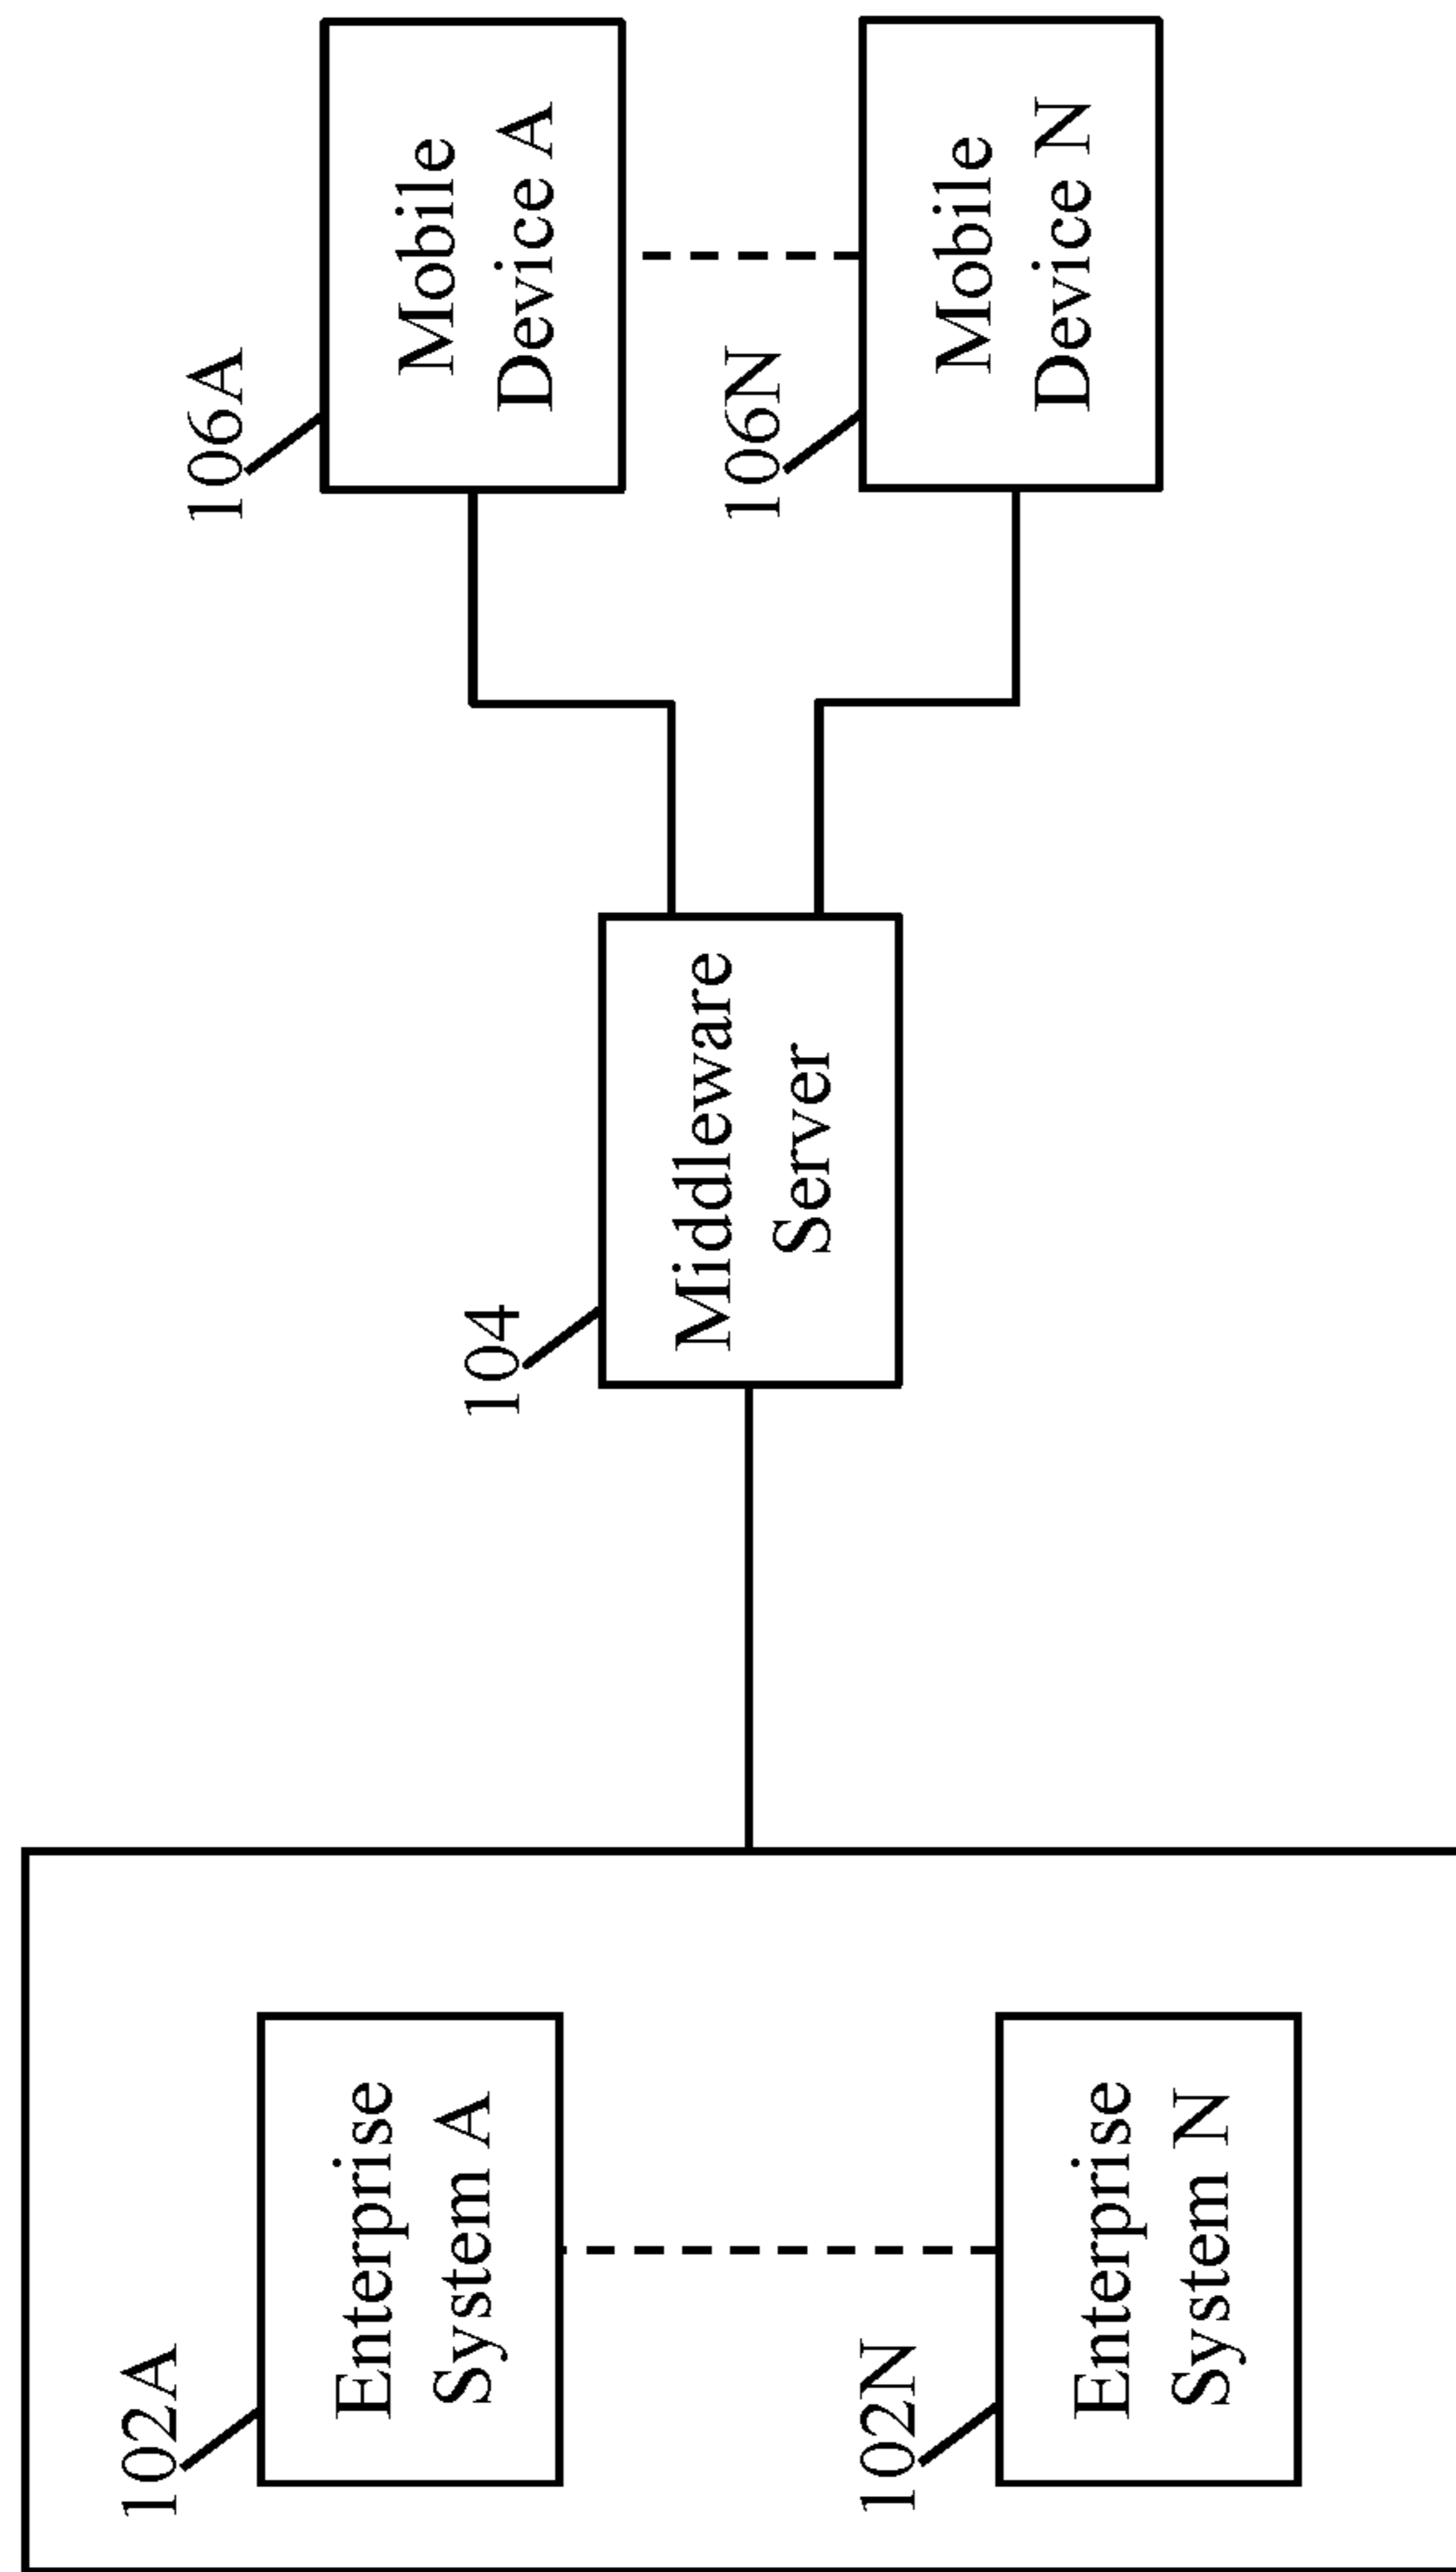 102A
Enterprise
System A
102N
Enterprise
System N
104
Middleware
Server
106A
Mobile
Device A
106N
Mobile
Device N